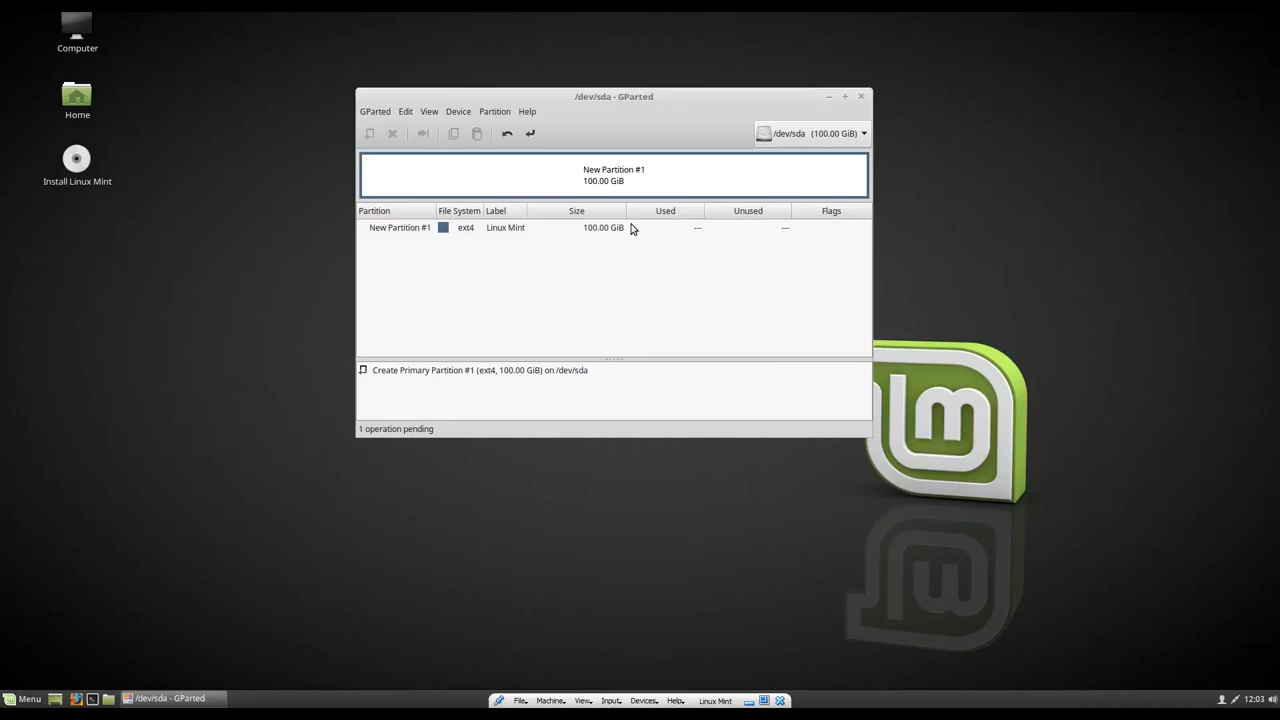 Computer
Home
Install Linux Mint
/dev/sda - GParted
GParted Edit View Device Partition Help
/dev/sda (100.00 GiB)
New Partition #1
100.00 GiB
Partition File System Label Size Used Unused Flags
New Partition #1 ext4 Linux Mint 100.00 GiB --- ---
Create Primary Partition #1 (ext4, 100.00 GiB) on /dev/sda
1 operation pending
Menu /dev/sda - GParted File Machine View Input Devices Help Linux Mint 12:03